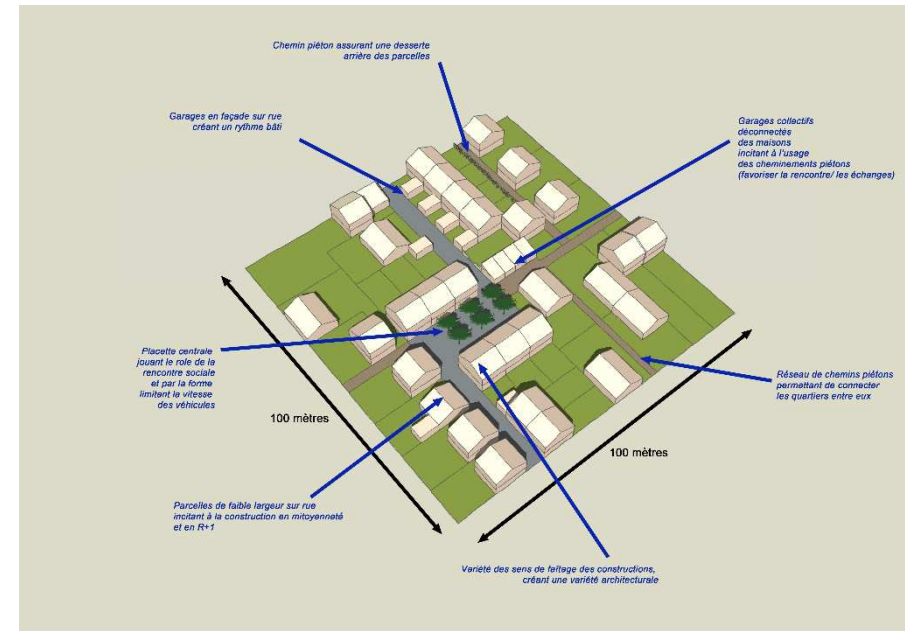 Chemin piéton assurant une desserte
arrière des parcelles
Garages en façade sur rue
créant un rythme bâti
Garages collectifs
déconnectés
des maisons
incitant à l'usage
des cheminements piétons
(favoriser la rencontre/ les échanges)
Placette centrale
jouant le role de la
rencontre sociale
et par la forme
limitant la vitesse
des véhicules
100 mètres
Réseau de chemins piétons
permettant de connecter
les quartiers entre eux
100 mètres
Parcelles de faible largeur sur rue
incitant à la construction en mitoyenneté
et en R+1
Variété des sens de faîtage des constructions,
créant une variété architecturale